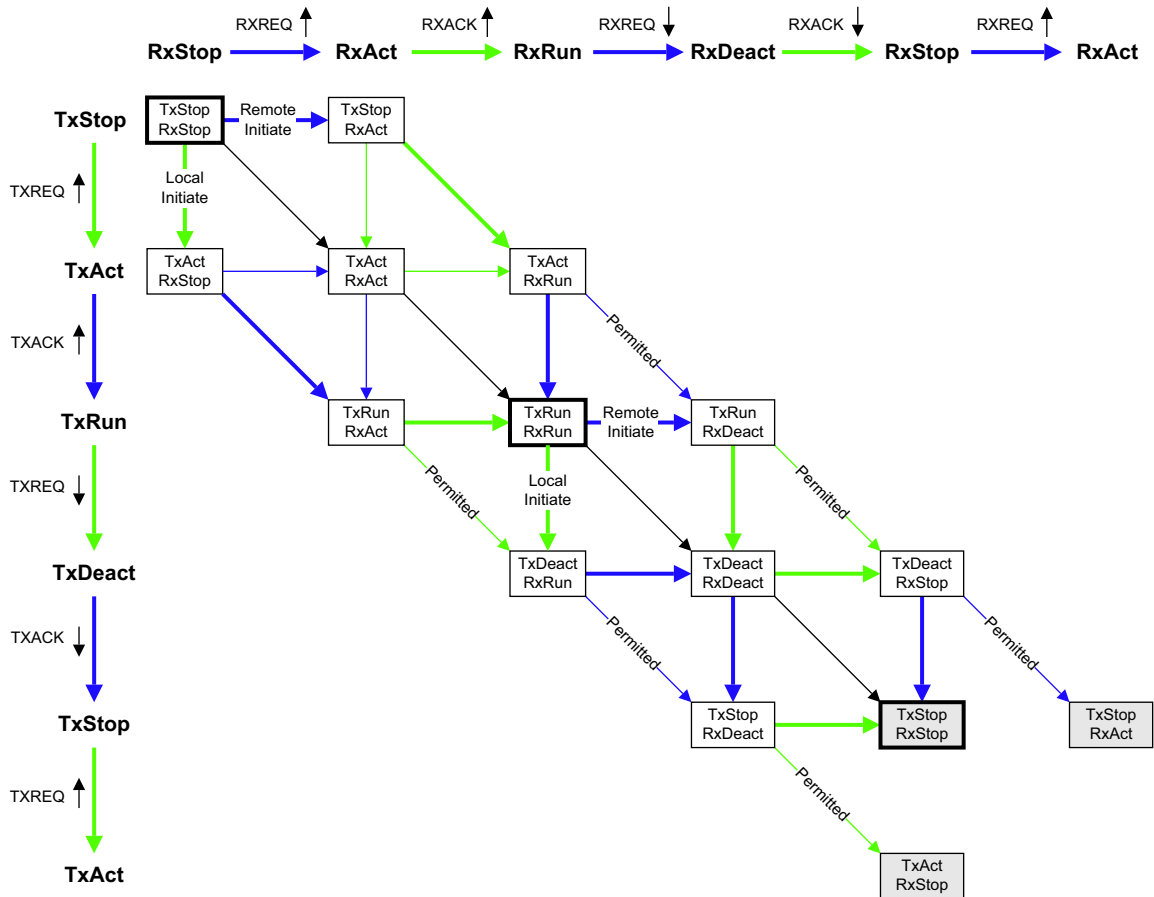 RXREQ
RXACK
RXREQ
RXACK
RXREQ
RxStop
RxAct
RxRun
RxDeact
RxStop
RxAct
TxStop
TxStop
RxStop
Remote
Initiate
TxStop
RxAct
TXREQ
Local
Initiate
TxAct
TxAct
RxStop
TxAct
RxAct
TxAct
RxRun
TXACK
Permitted
TxRun
TxRun
RxAct
TxRun
RxRun
Remote
Initiate
TxRun
RxDeact
TXREQ
Permitted
Local
Initiate
Permitted
TxDeact
TxDeact
RxRun
TxDeact
RxDeact
TxDeact
RxStop
TXACK
Permitted
Permitted
TxStop
TxStop
RxDeact
TxStop
RxStop
TxStop
RxAct
TXREQ
Permitted
TxAct
TxAct
RxStop